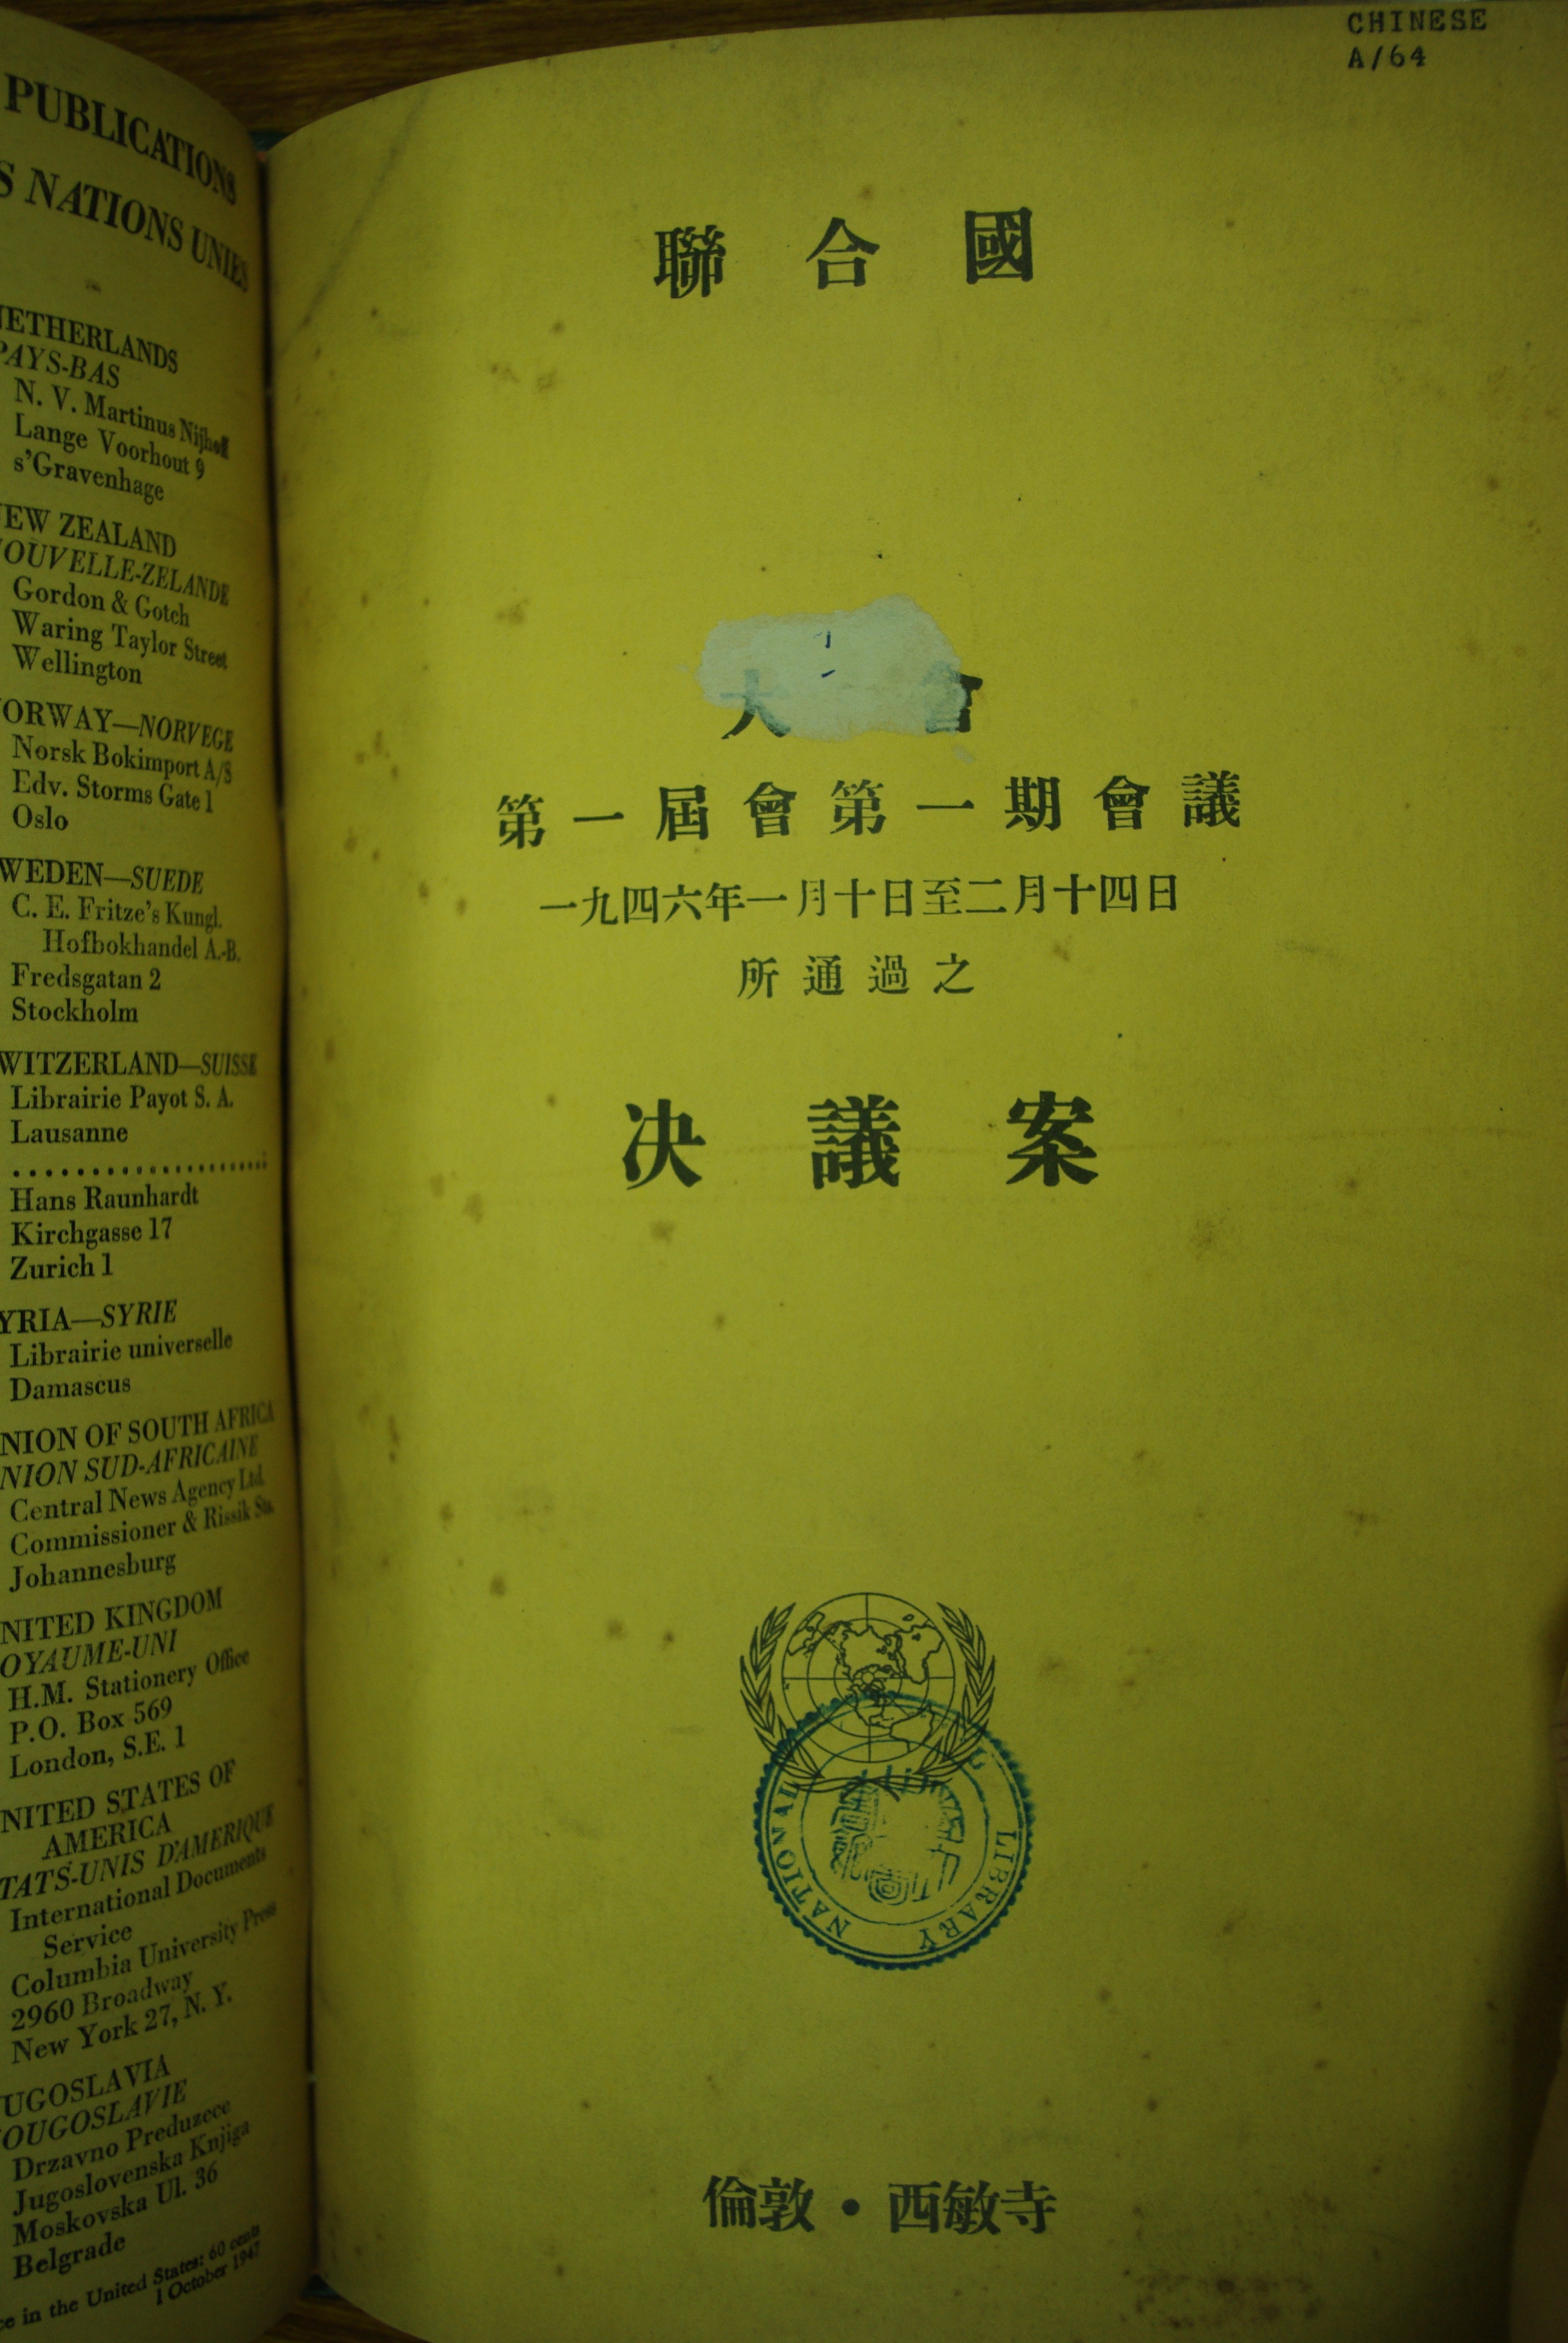 PUBLICATIONS
NATIONS UNIES
NETHERLANDS
PAYS-BAS
N. V. Martinus Nijhoff
Lange Voorhout 9
s'Gravenhage
NEW ZEALAND
NOUVELLE-ZELANDE
Gordon & Gotch
Waring Taylor Street
Wellington
ORWAY—NORVEGE
Norsk Bokimport A/S
Edv. Storms Gate 1
Oslo
WEDEN—SUEDE
C. E. Fritze's Kungl.
Hofbokhandel A.-B.
Fredsgatan 2
Stockholm
WITZERLAND—SUISSE
Librairie Payot S. A.
Lausanne
Hans Raunhardt
Kirchgasse 17
Zurich 1
YRIA—SYRIE
Librairie universelle
Damascus
NION OF SOUTH AFRICA
NION SUD-AFRICAINE
Central News Agency Ltd.
Commissioner & Rissik Sts.
Johannesburg
NITED KINGDOM
OYAUME-UNI
H.M. Stationery Office
P.O. Box 569
London, S.E. 1
NITED STATES OF
AMERICA
TATS-UNIS D'AMERIQUE
International Documents
Service
Columbia University Press
2960 Broadway
New York 27, N. Y.
UGOSLAVIA
OUGOSLAVIE
Drzavno Preduzece
Jugoslovenska Knjiga
Moskovska Ul. 36
Belgrade
in the United States: 60 cents
1 October 1947
CHINESE
A/64
聯合國
大會
第一屆會第一期會議
一九四六年一月十日至二月十四日
所通過之
决議案
NATIONAL LIBRARY
倫敦・西敏寺